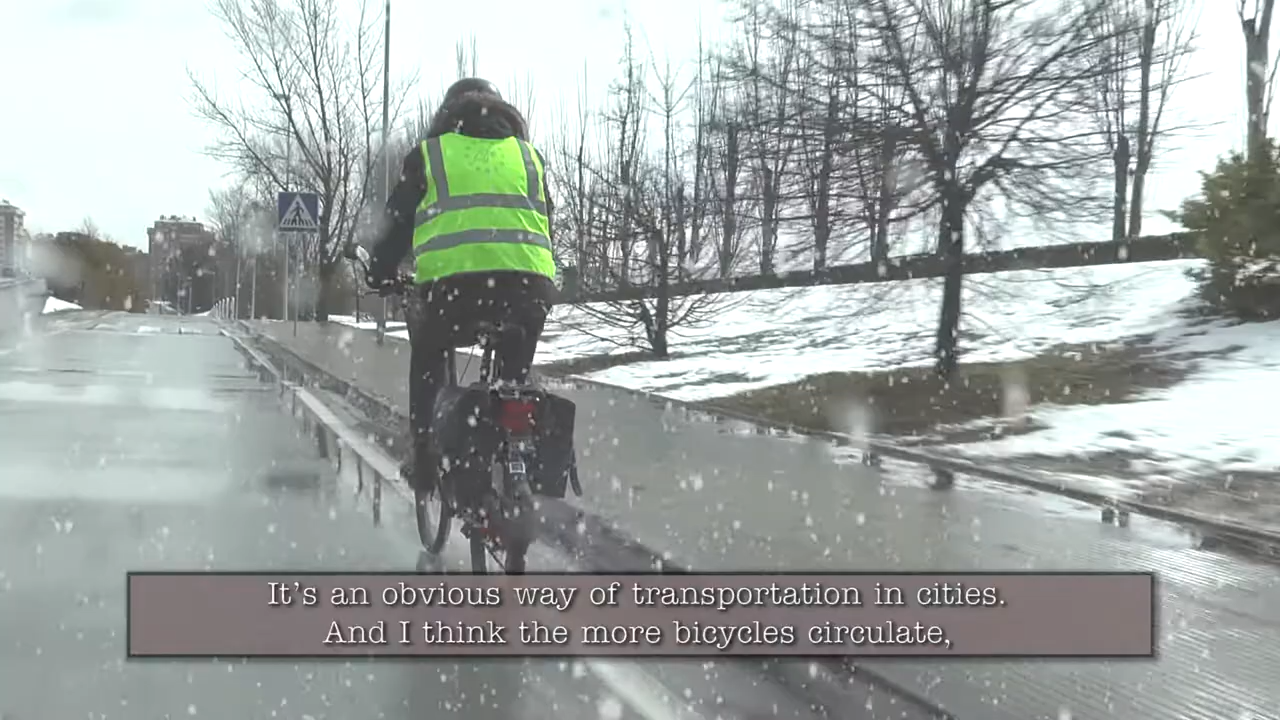 It's an obvious way of transportation in cities.
And I think the more bicycles circulate,